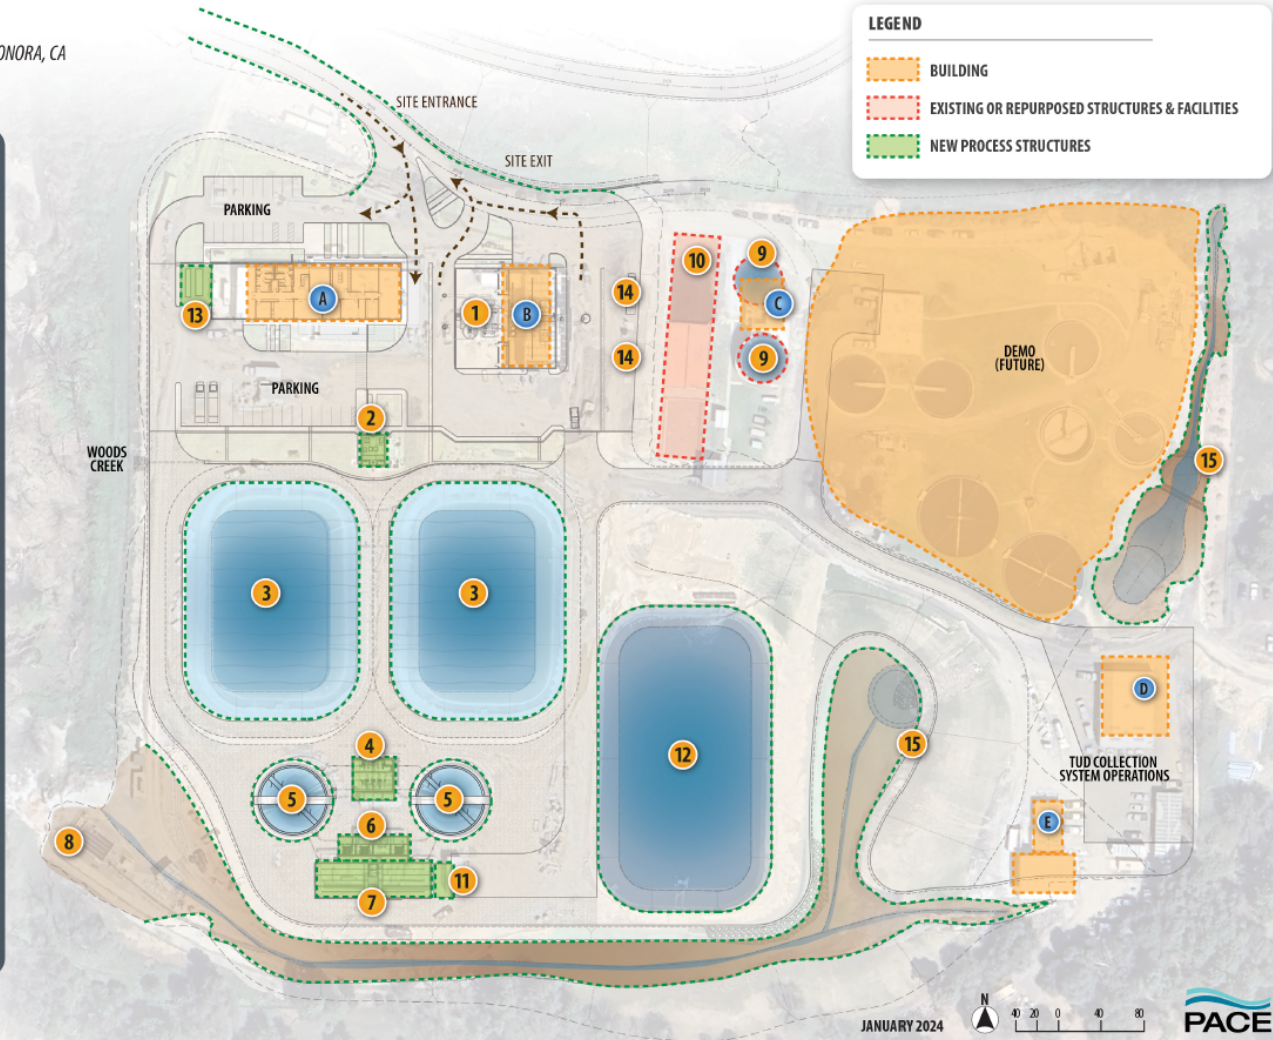 ONORA, CA
LEGEND
BUILDING
EXISTING OR REPURPOSED STRUCTURES & FACILITIES
NEW PROCESS STRUCTURES
SITE ENTRANCE
SITE EXIT
PARKING
10
9
A
B
C
13
1
14
14
9
DEMO
(FUTURE)
PARKING
2
WOODS
CREEK
15
3
3
D
4
12
15
TUD COLLECTION
SYSTEM OPERATIONS
5
5
6
E
8
11
7
JANUARY 2024
N
40 20 0 40 80
PACE